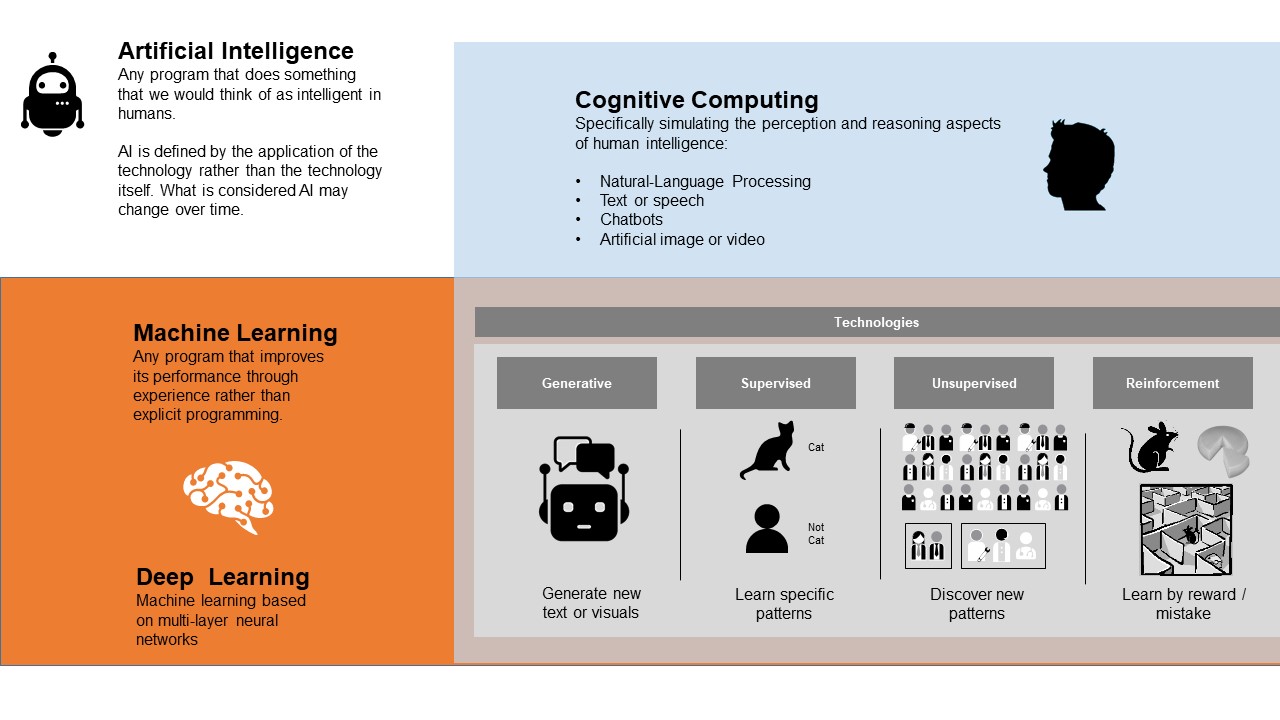 Artificial Intelligence
Any program that does something
that we would think of as intelligent in
humans.
AI is defined by the application of the
technology rather than the technology
itself. What is considered AI may
change over time.
Cognitive Computing
Specifically simulating the perception and reasoning aspects
of human intelligence:
• Natural-Language Processing
• Text or speech
• Chatbots
• Artificial image or video
Machine Learning
Any program that improves
its performance through
experience rather than
explicit programming.
Deep Learning
Machine learning based
on multi-layer neural
networks
Technologies
Generative
Supervised
Unsupervised
Reinforcement
Cat
Not
Cat
Generate new
text or visuals
Learn specific
patterns
Discover new
patterns
Learn by reward /
mistake